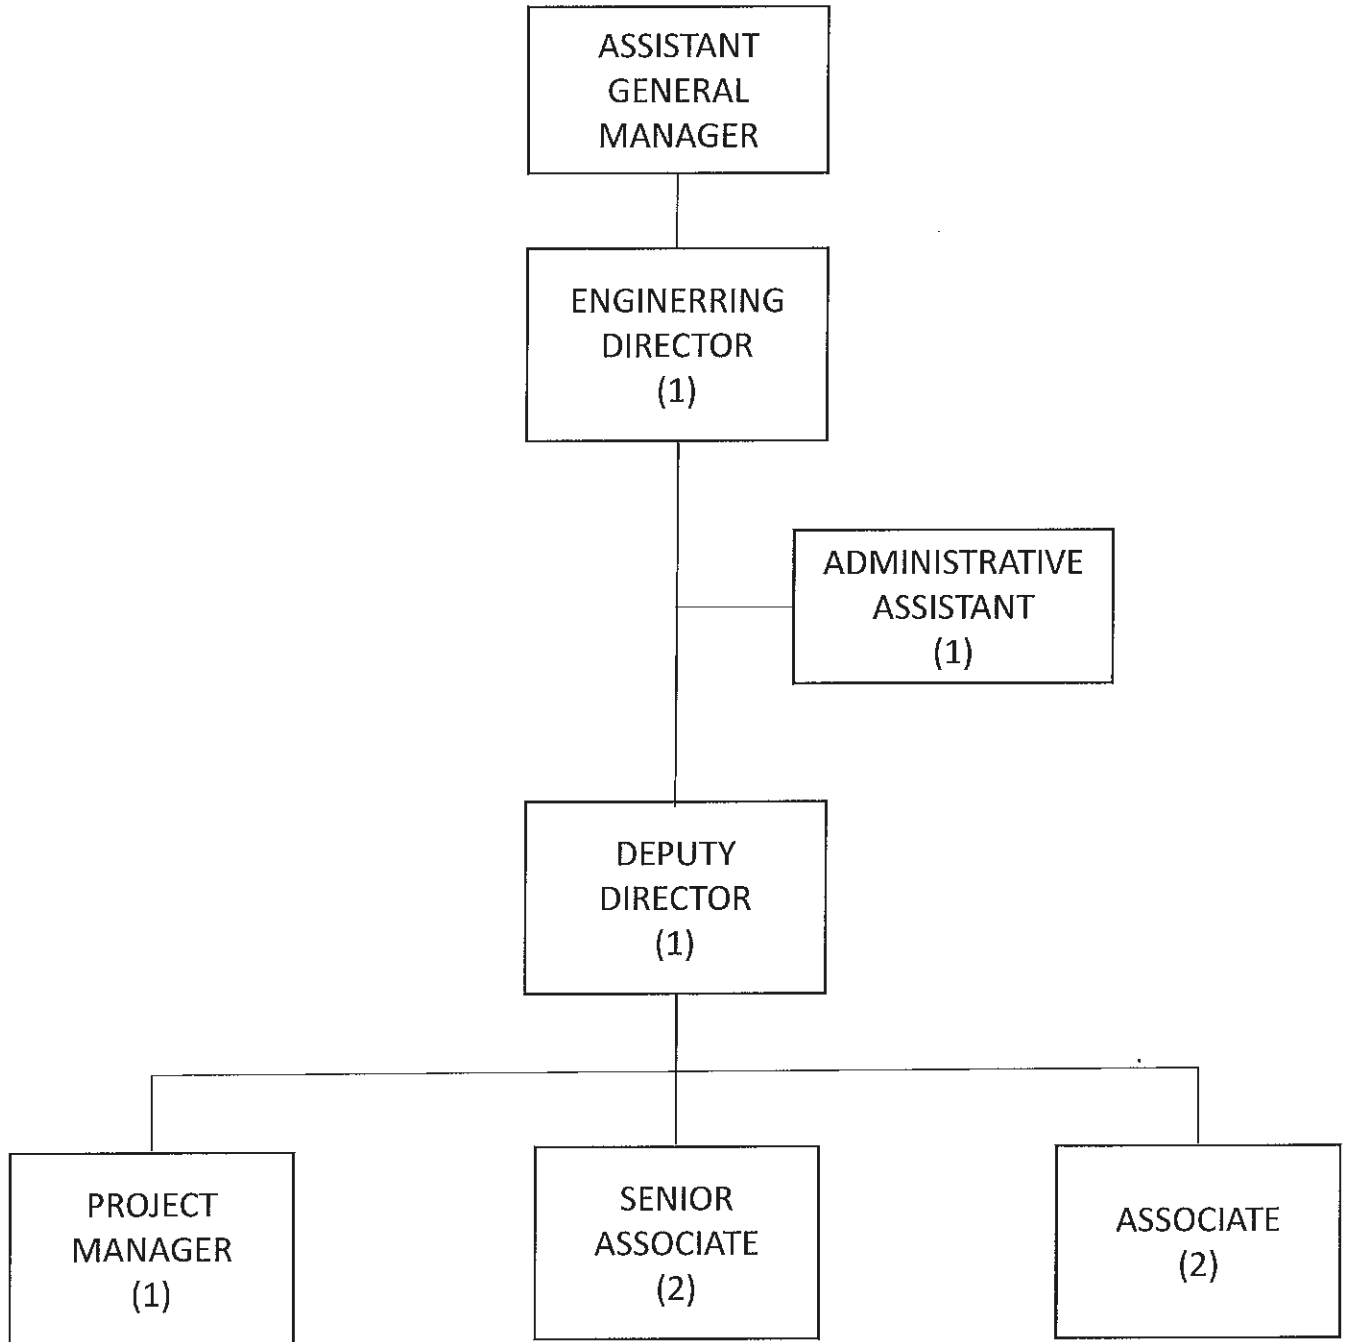 ASSISTANT
GENERAL
MANAGER
ENGINERRING
DIRECTOR
(1)
ADMINISTRATIVE
ASSISTANT
(1)
DEPUTY
DIRECTOR
(1)
PROJECT
MANAGER
(1)
SENIOR
ASSOCIATE
(2)
ASSOCIATE
(2)